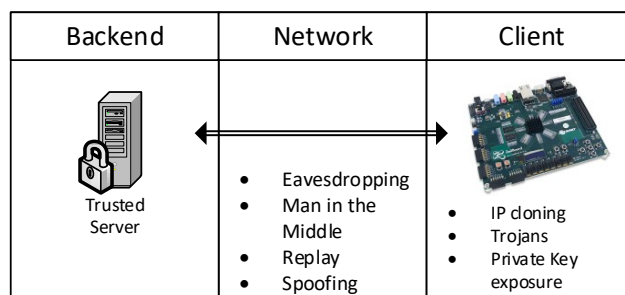 Backend
Network
Client
Trusted
Server
• Eavesdropping
• Man in the
Middle
• Replay
• Spoofing
• IP cloning
• Trojans
• Private Key
exposure